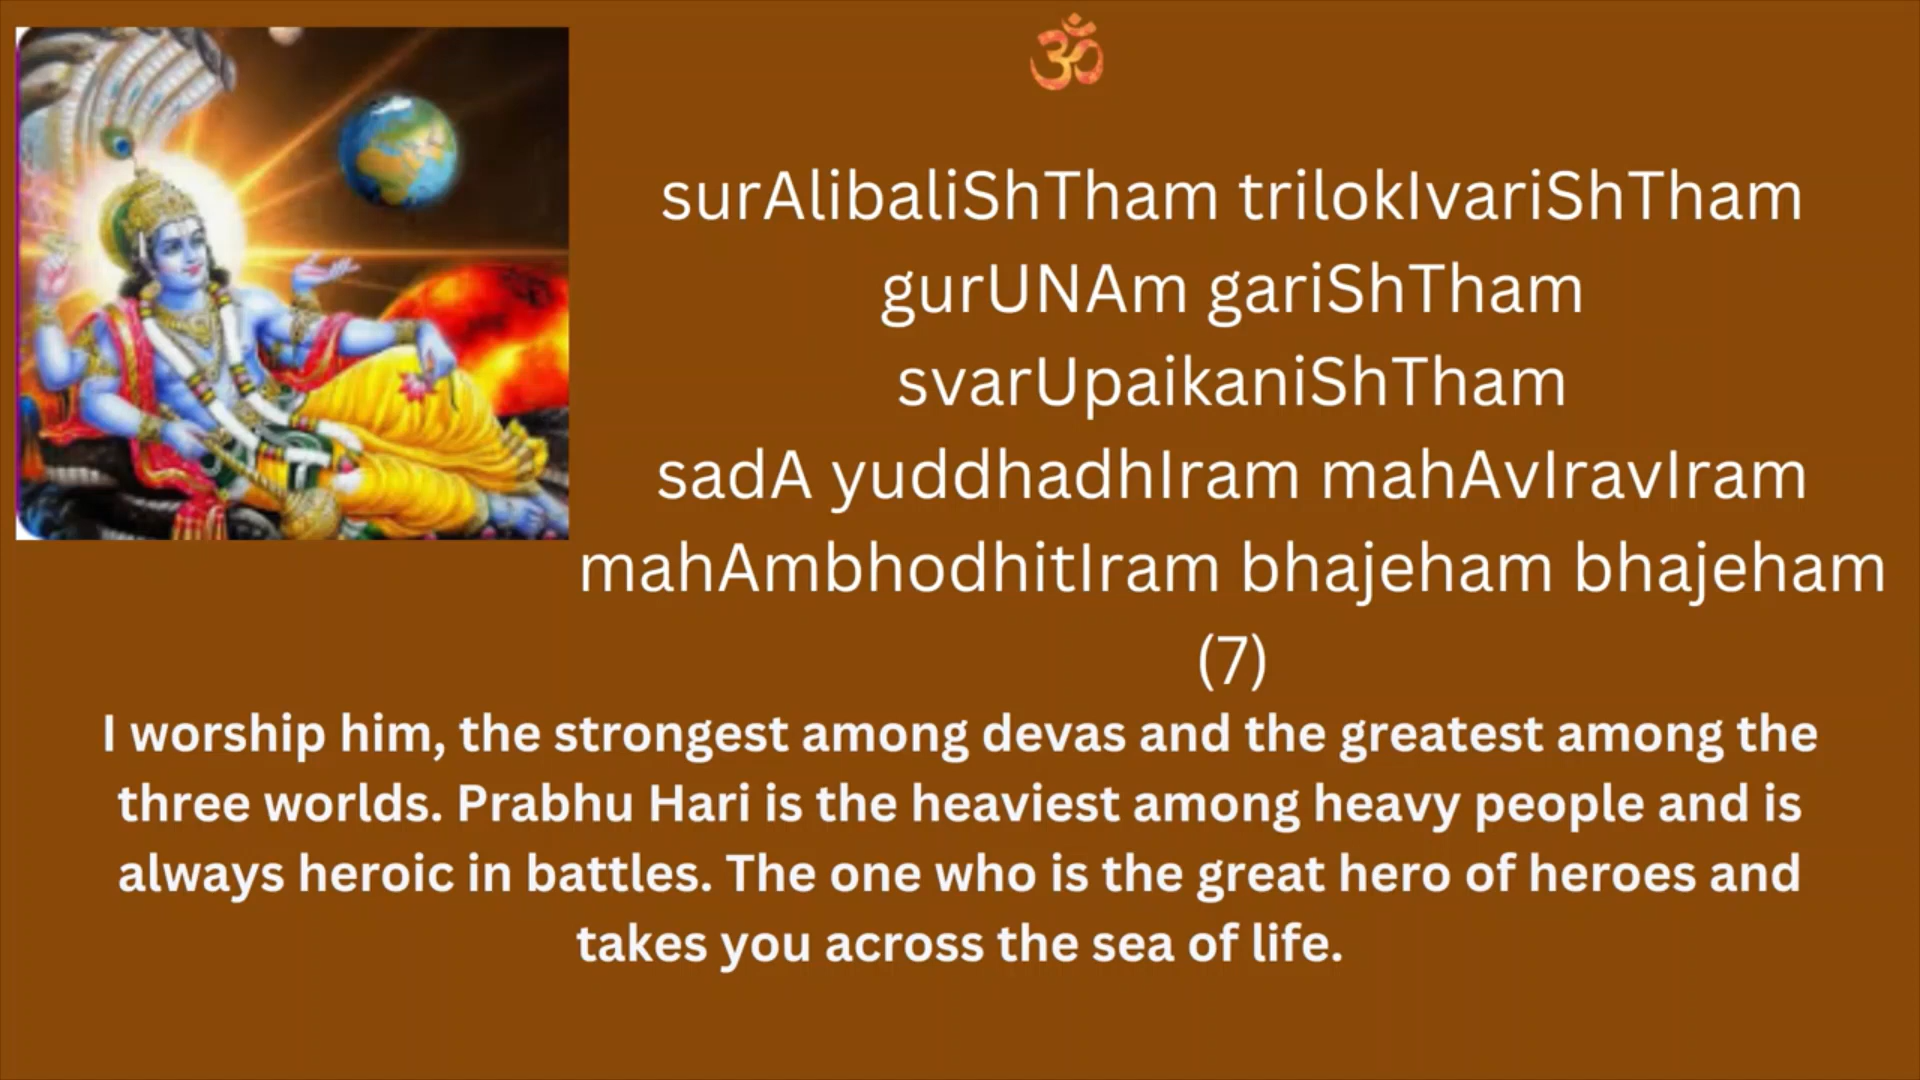 ॐ
surAlibaliShTham trilokIvariShTham
gurUNAm gariShTham
svarUpaikaniShTham
sadA yuddhadhIram mahAvIravIram
mahAmbhodhitIram bhajeham bhajeham
(7)
I worship him, the strongest among devas and the greatest among the
three worlds. Prabhu Hari is the heaviest among heavy people and is
always heroic in battles. The one who is the great hero of heroes and
takes you across the sea of life.